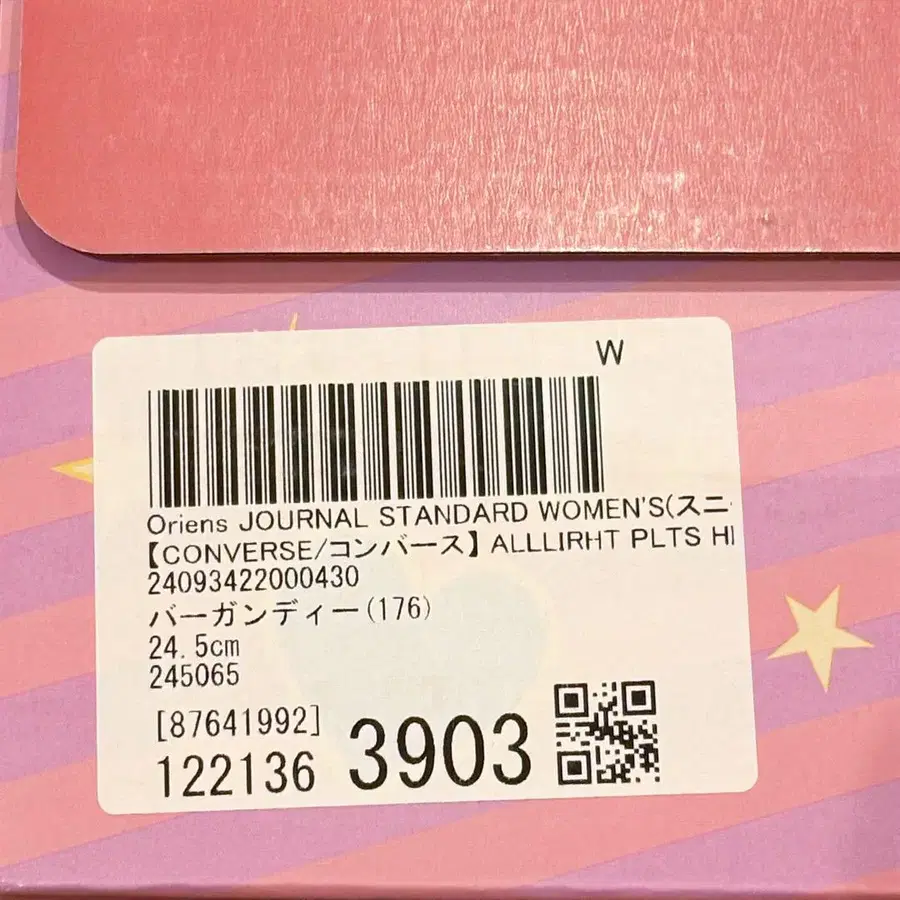 W
Oriens JOURNAL STANDARD WOMEN'S(スニ
【CONVERSE/コンバース】ALLLIRHT PLTS HI
24093422000430
バーガンディー(176)
24.5cm
245065
[87641992]
122136 3903